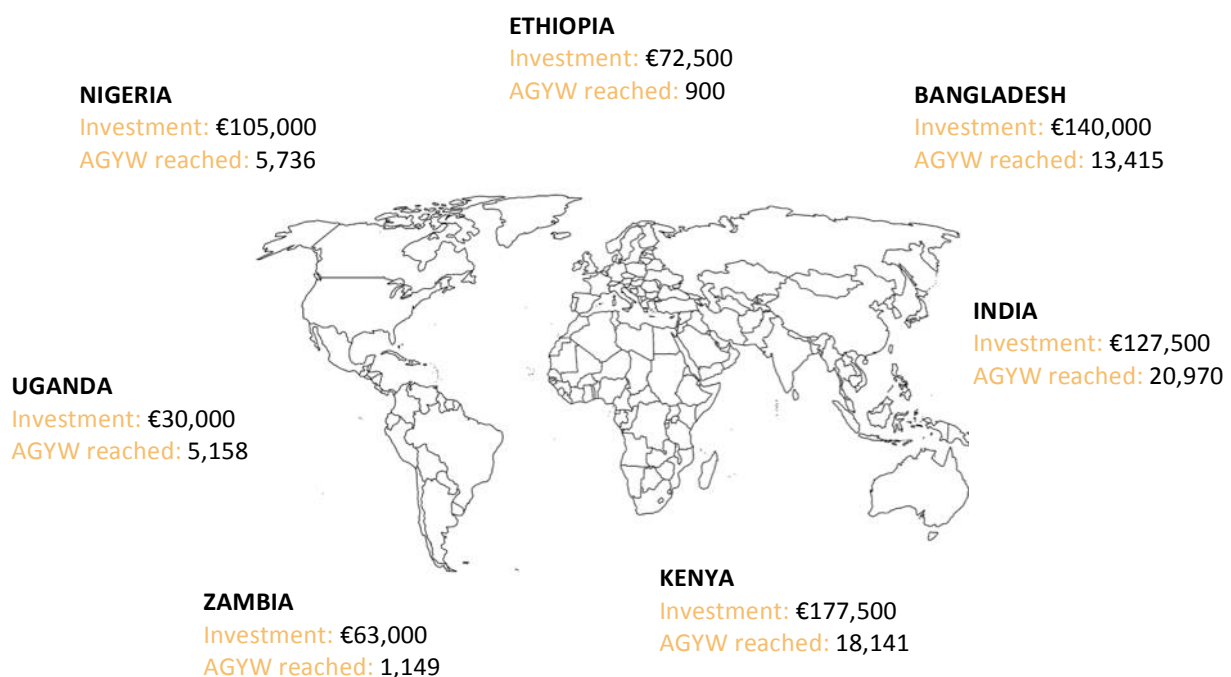 ETHIOPIA
Investment: €72,500
AGYW reached: 900
NIGERIA
Investment: €105,000
AGYW reached: 5,736
BANGLADESH
Investment: €140,000
AGYW reached: 13,415
INDIA
Investment: €127,500
AGYW reached: 20,970
UGANDA
Investment: €30,000
AGYW reached: 5,158
KENYA
Investment: €177,500
AGYW reached: 18,141
ZAMBIA
Investment: €63,000
AGYW reached: 1,149